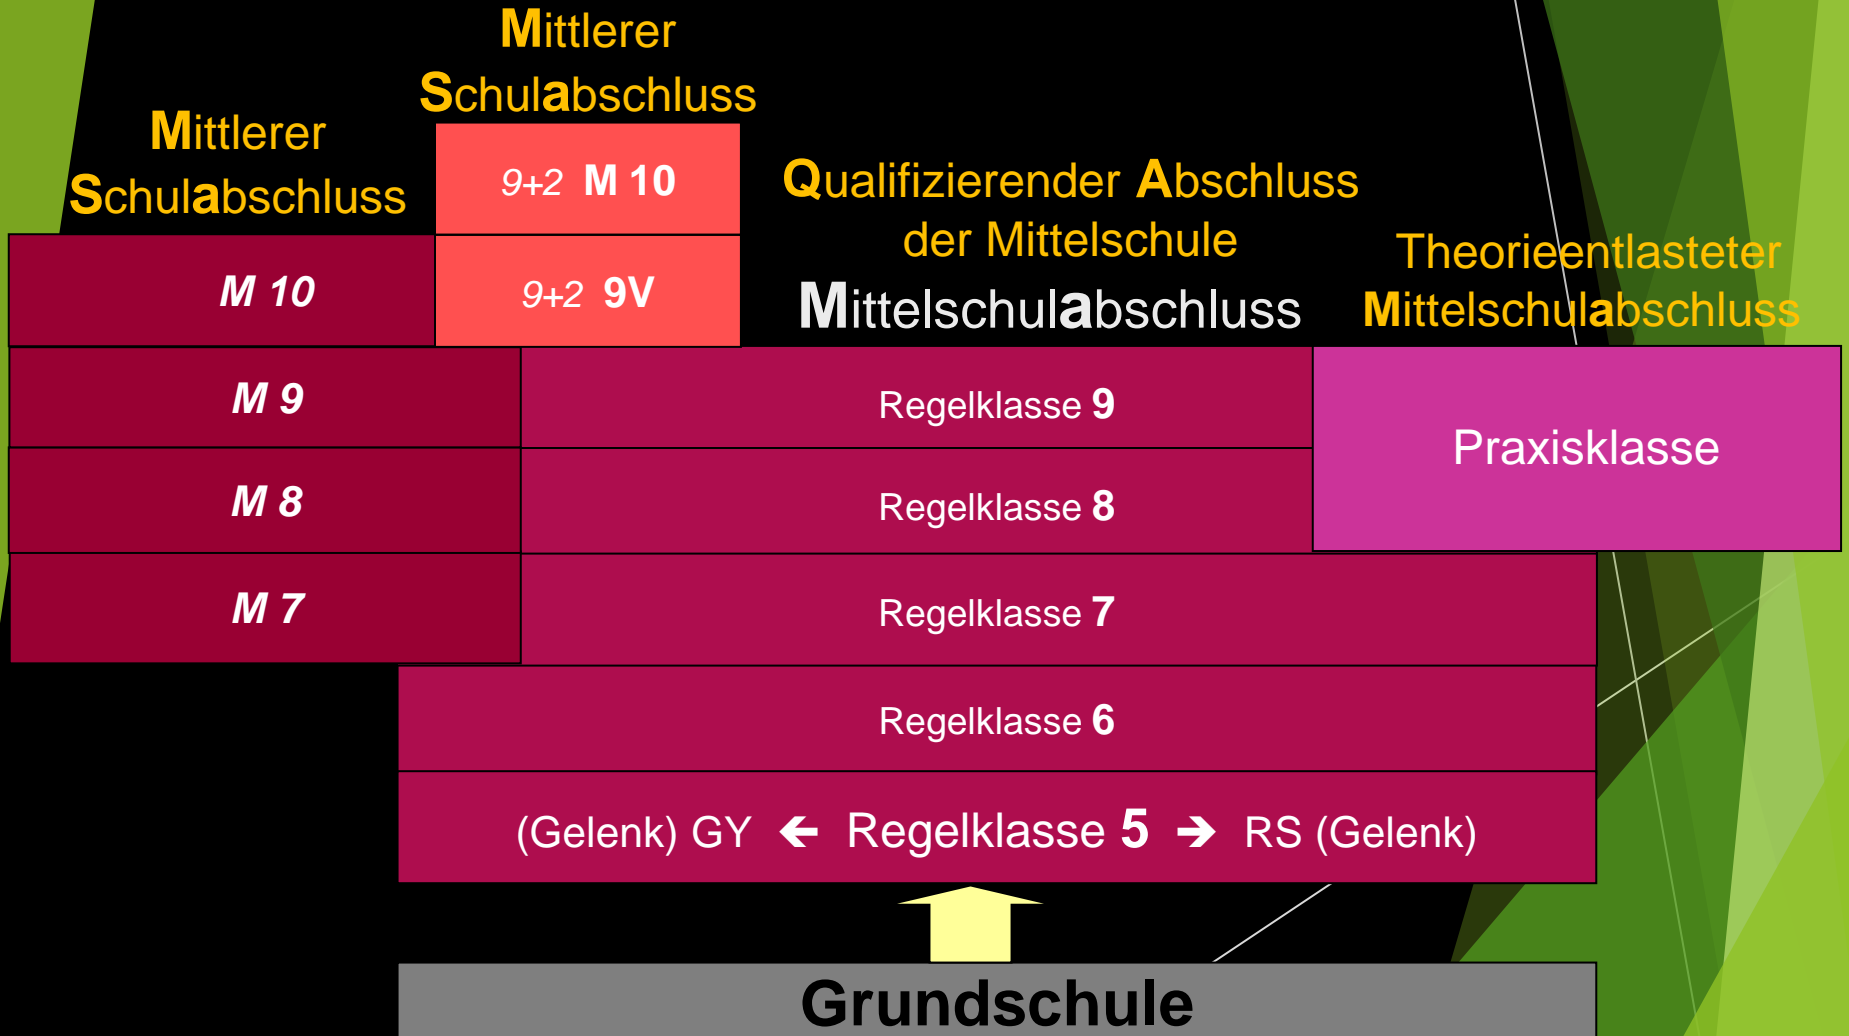 Mittlerer
Schulabschluss
Mittlerer
Schulabschluss
9+2 M 10
Qualifizierender Abschluss
der Mittelschule
Mittelschulabschluss
Theorieentlasteter
Mittelschulabschluss
M 10
9+2 9V
M 9
Regelklasse 9
Praxisklasse
M 8
Regelklasse 8
M 7
Regelklasse 7
Regelklasse 6
(Gelenk) GY 🡸 Regelklasse 5 🡺 RS (Gelenk)
Grundschule